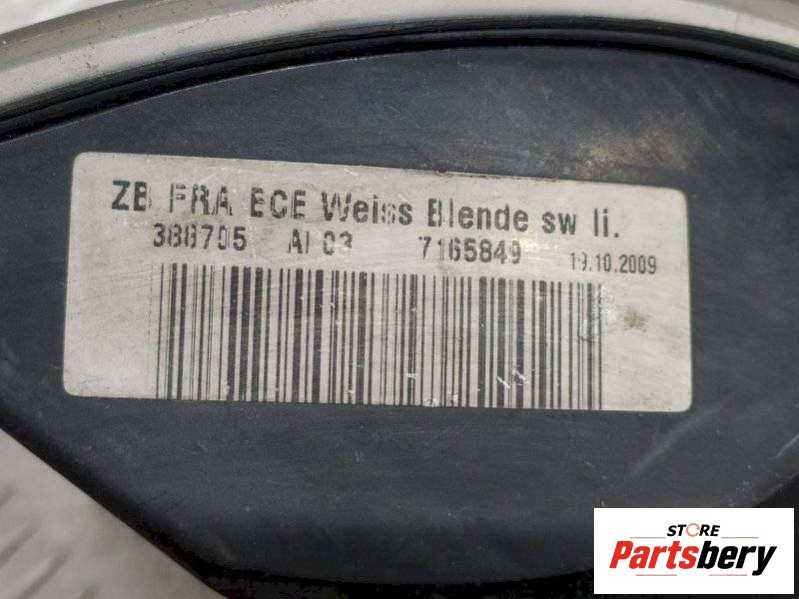 ZB FRA ECE Weiss Blende sw li.
388705 AI 03 7165849 19.10.2009
STORE
Partsbery